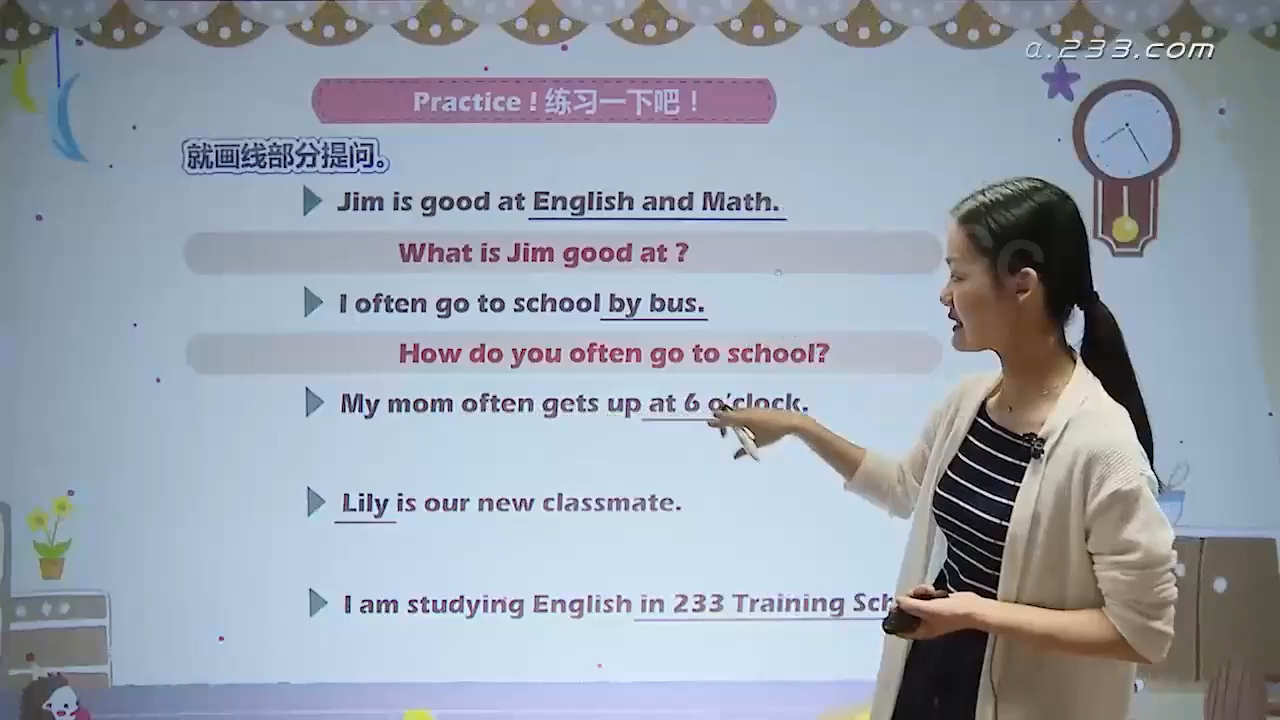 a.233.com
Practice ! 练习一下吧！
就画线部分提问。
Jim is good at English and Math.
What is Jim good at ?
I often go to school by bus.
How do you often go to school?
My mom often gets up at 6 o'clock.
Lily is our new classmate.
I am studying English in 233 Training